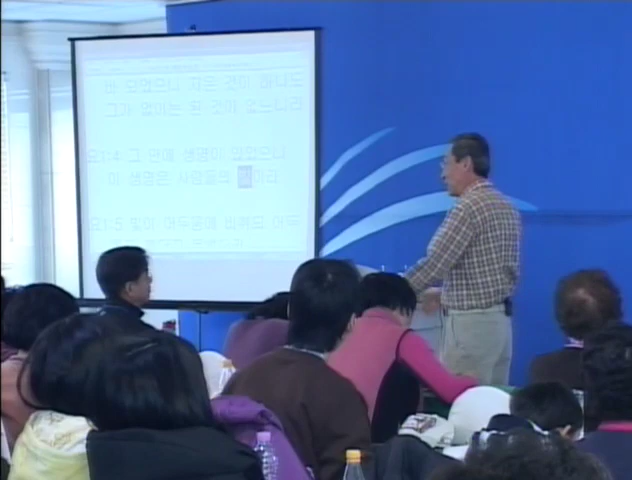 바 되었으니 지은 것이 하나도
그가 없이는 된 것이 없느니라
요1:4 그 안에 생명이 있었으니
이 생명은 사람들의 빛이라
요1:5 빛이 어두움에 비취되 어두